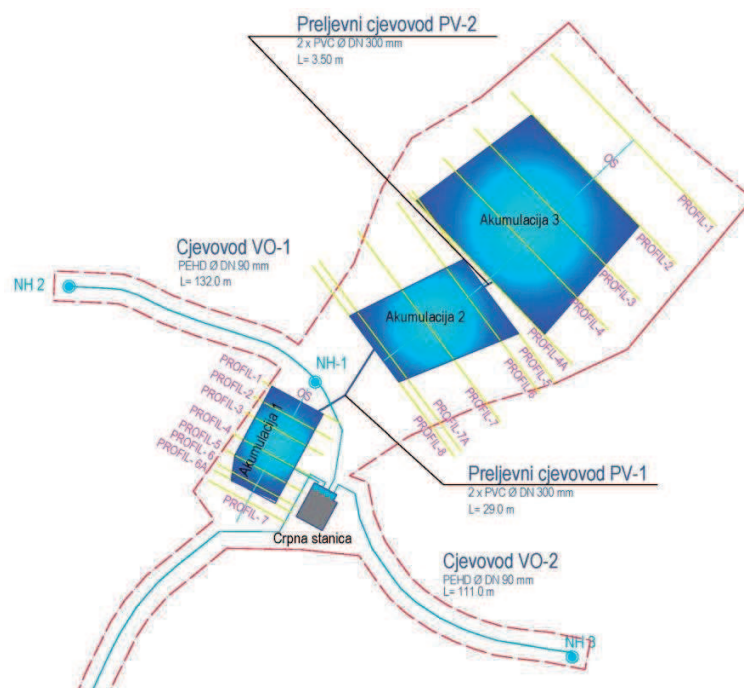 Preljevni cjevovod PV-2
2 x PVC Ø DN 300 mm
L= 3.50 m
OS
PROFIL-1
Akumulacija 3
PROFIL-2
PROFIL-3
PROFIL-4
PROFIL-4A
PROFIL-5
PROFIL-6
PROFIL-7
PROFIL-7A
PROFIL-8
Akumulacija 2
Cjevovod VO-1
PEHD Ø DN 90 mm
L= 132.0 m
NH 2
NH-1
OS
PROFIL-1
PROFIL-2
PROFIL-3
PROFIL-4
PROFIL-5
PROFIL- 6
PROFIL- 6A
PROFIL- 7
Akumulacija 1
Preljevni cjevovod PV-1
2 x PVC Ø DN 300 mm
L= 29.0 m
Crpna stanica
Cjevovod VO-2
PEHD Ø DN 90 mm
L= 111.0 m
NH 3